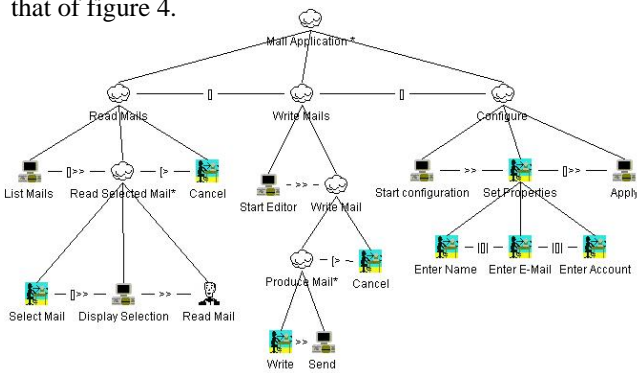 that of figure 4.
Mail Application *
Read Mails [] Write Mails [] Configure
List Mails []>> Read Selected Mail* [> Cancel
Start Editor >> Write Mail
Start configuration >> Set Properties []>> Apply
Produce Mail* [> Cancel
Enter Name |[]| Enter E-Mail |[]| Enter Account
Select Mail []>> Display Selection >> Read Mail
Write >> Send